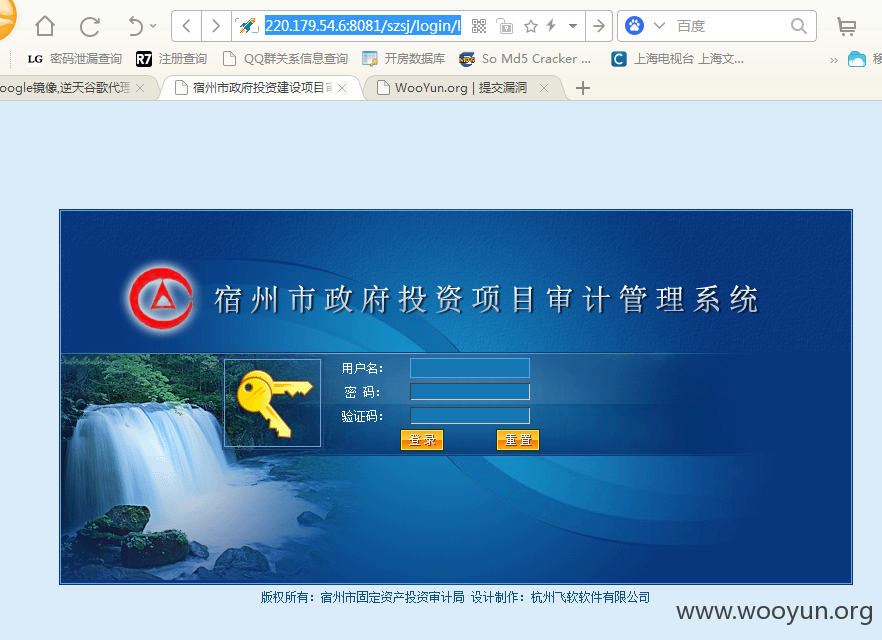 220.179.54.6:8081/szsj/login/l
百度
LG 密码泄漏查询 R7 注册查询 QQ群关系信息查询 开房数据库 So Md5 Cracker ... C 上海电视台 上海文... »
oogle镜像,逆天谷歌代理 宿州市政府投资建设项目 WooYun.org | 提交漏洞
宿州市政府投资项目审计管理系统
用户名:
密 码:
验证码:
登录 重置
版权所有：宿州市固定资产投资审计局 设计制作：杭州飞软软件有限公司
www.wooyun.org